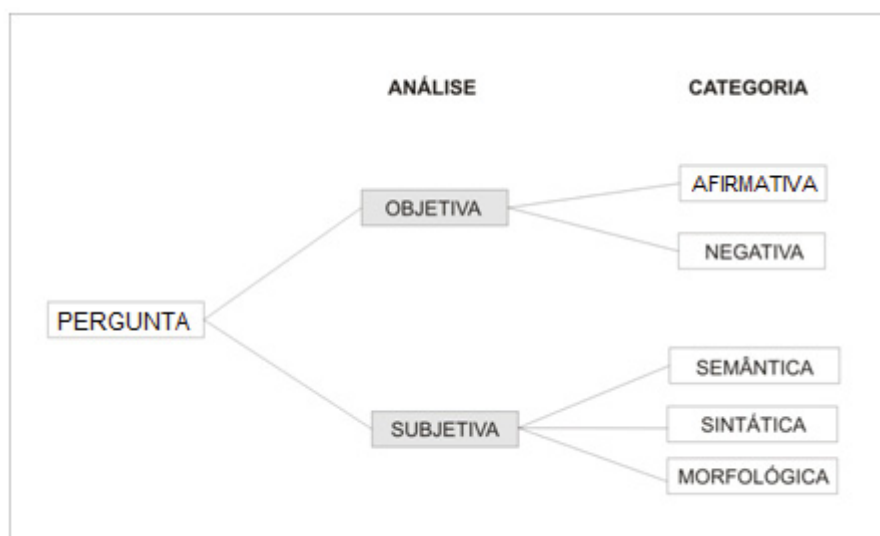 ANÁLISE
CATEGORIA
AFIRMATIVA
OBJETIVA
NEGATIVA
PERGUNTA
SEMÂNTICA
SUBJETIVA
SINTÁTICA
MORFOLÓGICA